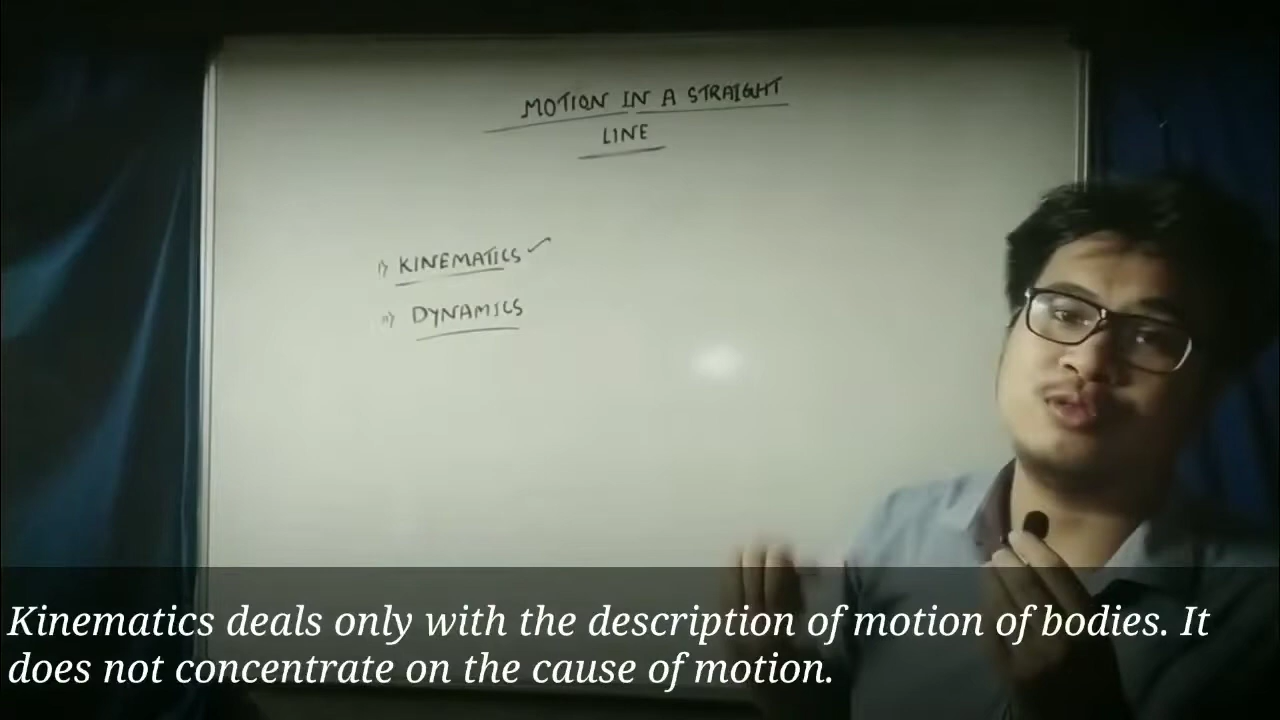 MOTION IN A STRAIGHT
LINE
i) KINEMATICS ✓
ii) DYNAMICS
Kinematics deals only with the description of motion of bodies. It
does not concentrate on the cause of motion.